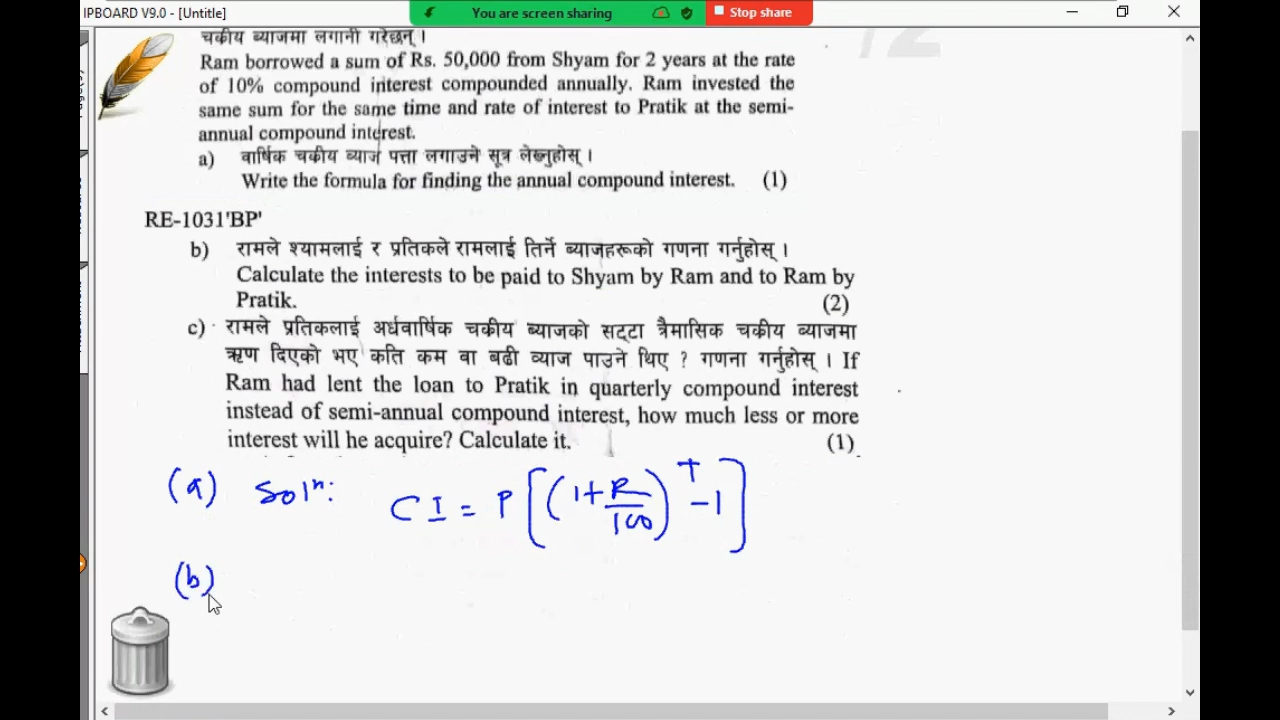 IPBOARD V9.0 - [Untitle]
You are screen sharing
Stop share
चक्रीय ब्याजमा लगानी गरेछन् ।
Ram borrowed a sum of Rs. 50,000 from Shyam for 2 years at the rate
of 10% compound interest compounded annually. Ram invested the
same sum for the same time and rate of interest to Pratik at the semi-
annual compound interest.
a) वार्षिक चक्रीय ब्याज पत्ता लगाउने सूत्र लेख्नुहोस् ।
Write the formula for finding the annual compound interest. (1)
RE-1031'BP'
b) रामले श्यामलाई र प्रतिकले रामलाई तिर्ने ब्याजहरूको गणना गर्नुहोस् ।
Calculate the interests to be paid to Shyam by Ram and to Ram by
Pratik. (2)
c) रामले प्रतिकलाई अर्धवार्षिक चक्रीय ब्याजको सट्टा त्रैमासिक चक्रीय ब्याजमा
ऋण दिएको भए कति कम वा बढी ब्याज पाउने थिए ? गणना गर्नुहोस् । If
Ram had lent the loan to Pratik in quarterly compound interest
instead of semi-annual compound interest, how much less or more
interest will he acquire? Calculate it. (1)
(a) Solⁿ: CI = P[(1+R/100)^T -1]
(b)